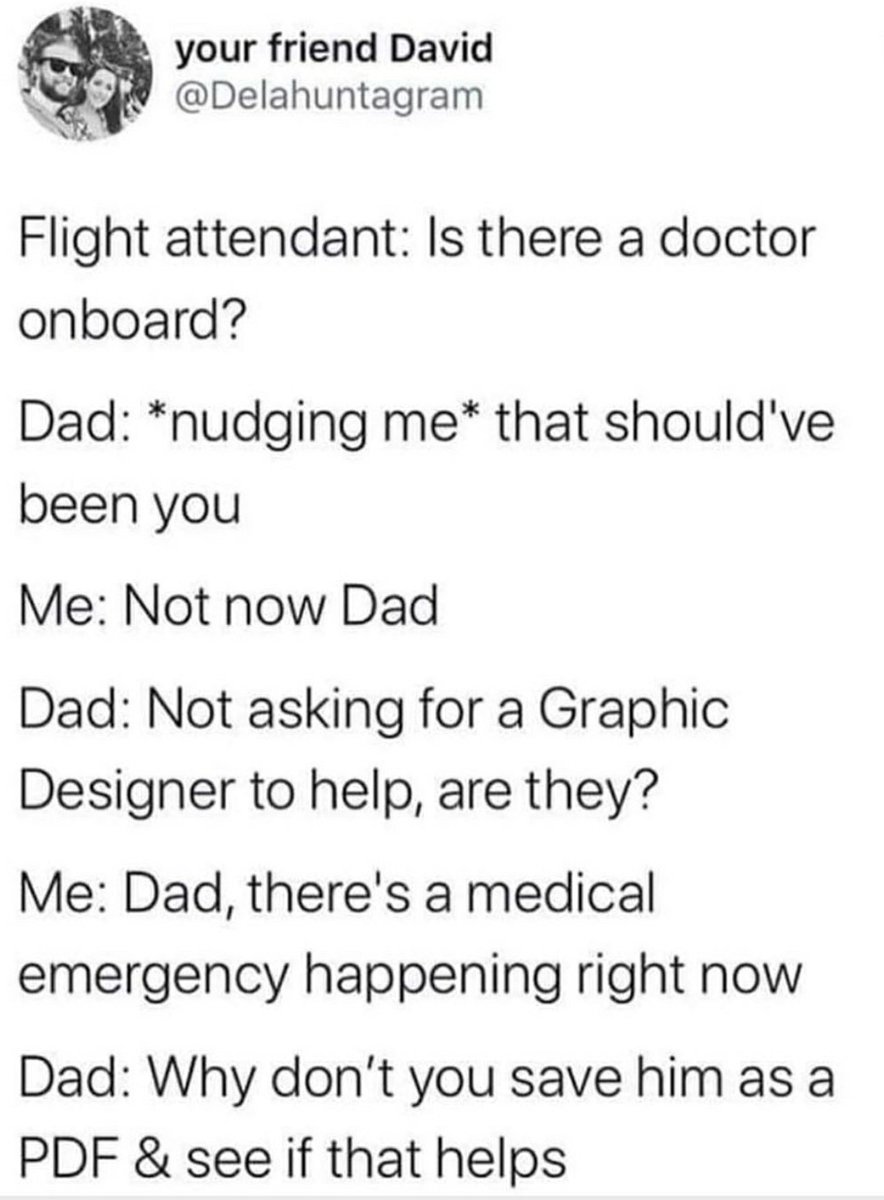 your friend David
@Delahuntagram
Flight attendant: Is there a doctor
onboard?
Dad: *nudging me* that should've
been you
Me: Not now Dad
Dad: Not asking for a Graphic
Designer to help, are they?
Me: Dad, there's a medical
emergency happening right now
Dad: Why don’t you save him as a
PDF & see if that helps